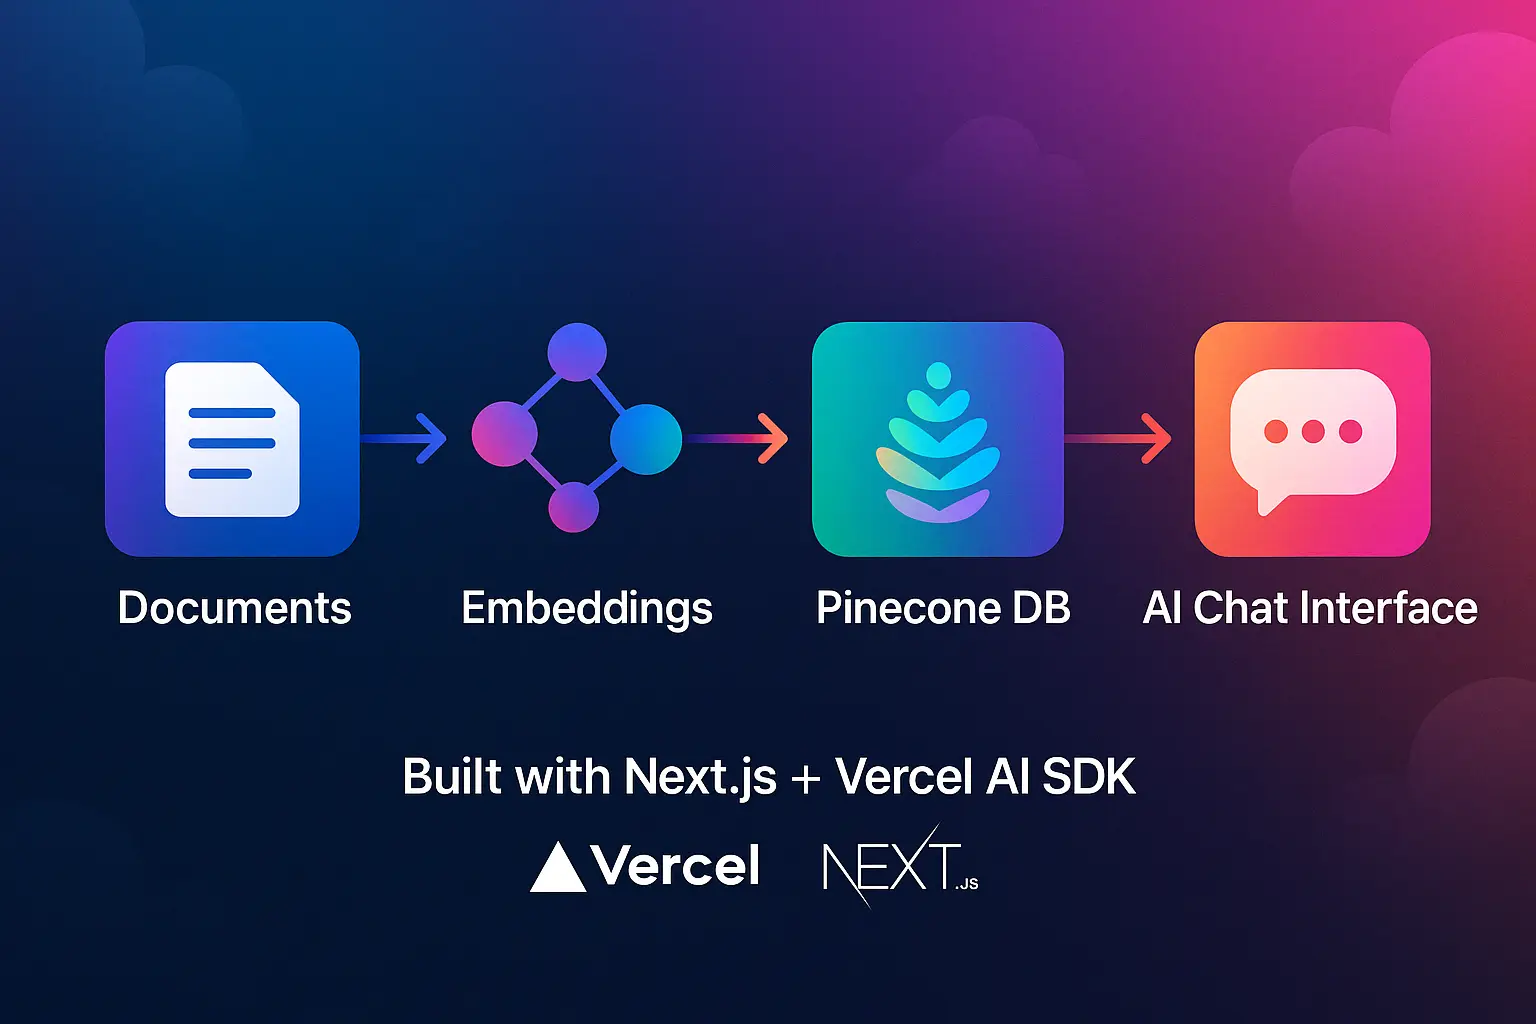 Documents
Embeddings
Pinecone DB
AI Chat Interface
Built with Next.js + Vercel AI SDK
Vercel
NEXT.JS